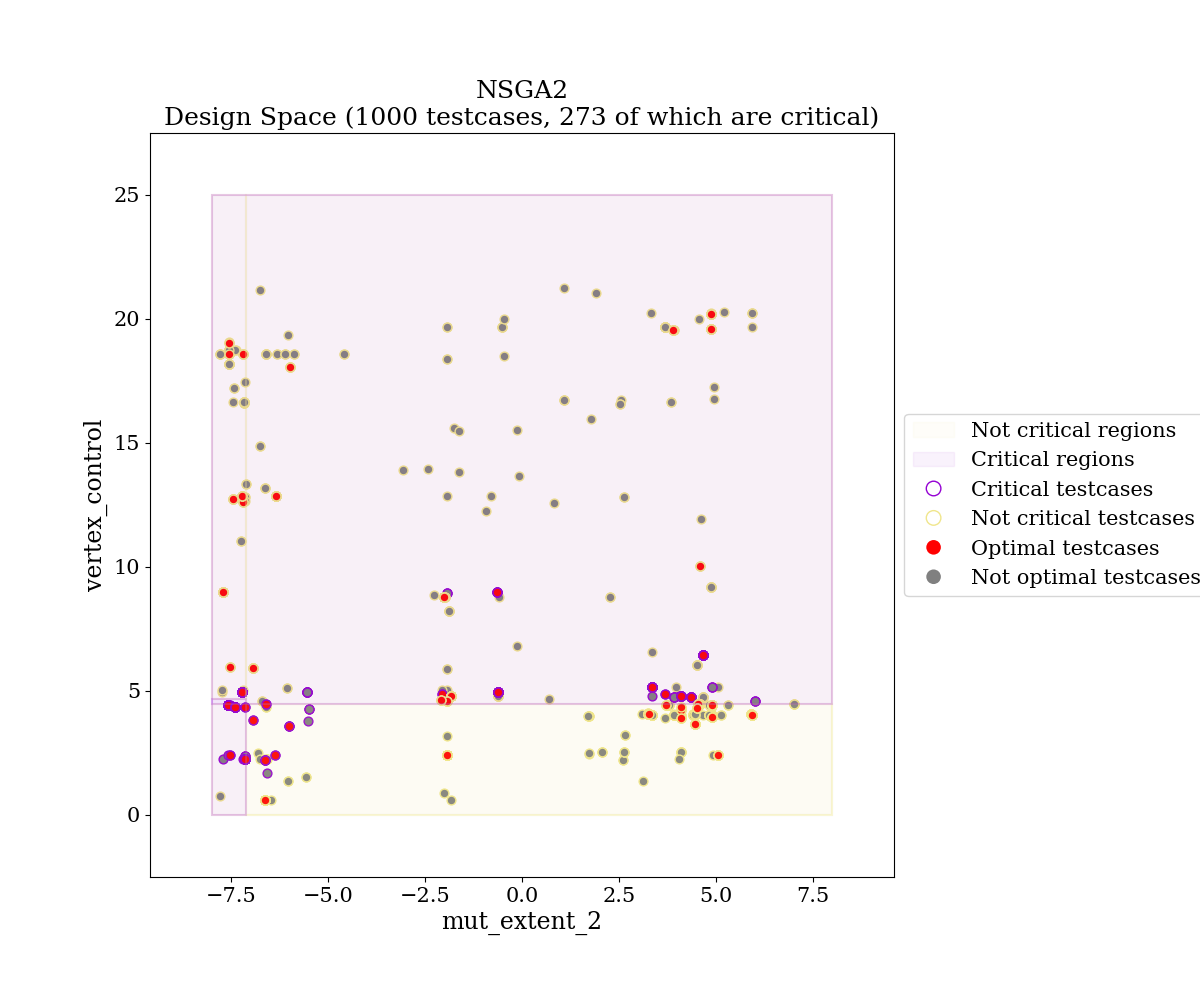 NSGA2
Design Space (1000 testcases, 273 of which are critical)
25
20
15
10
5
0
vertex_control
−7.5 −5.0 −2.5 0.0 2.5 5.0 7.5
mut_extent_2
Not critical regions
Critical regions
Critical testcases
Not critical testcases
Optimal testcases
Not optimal testcases